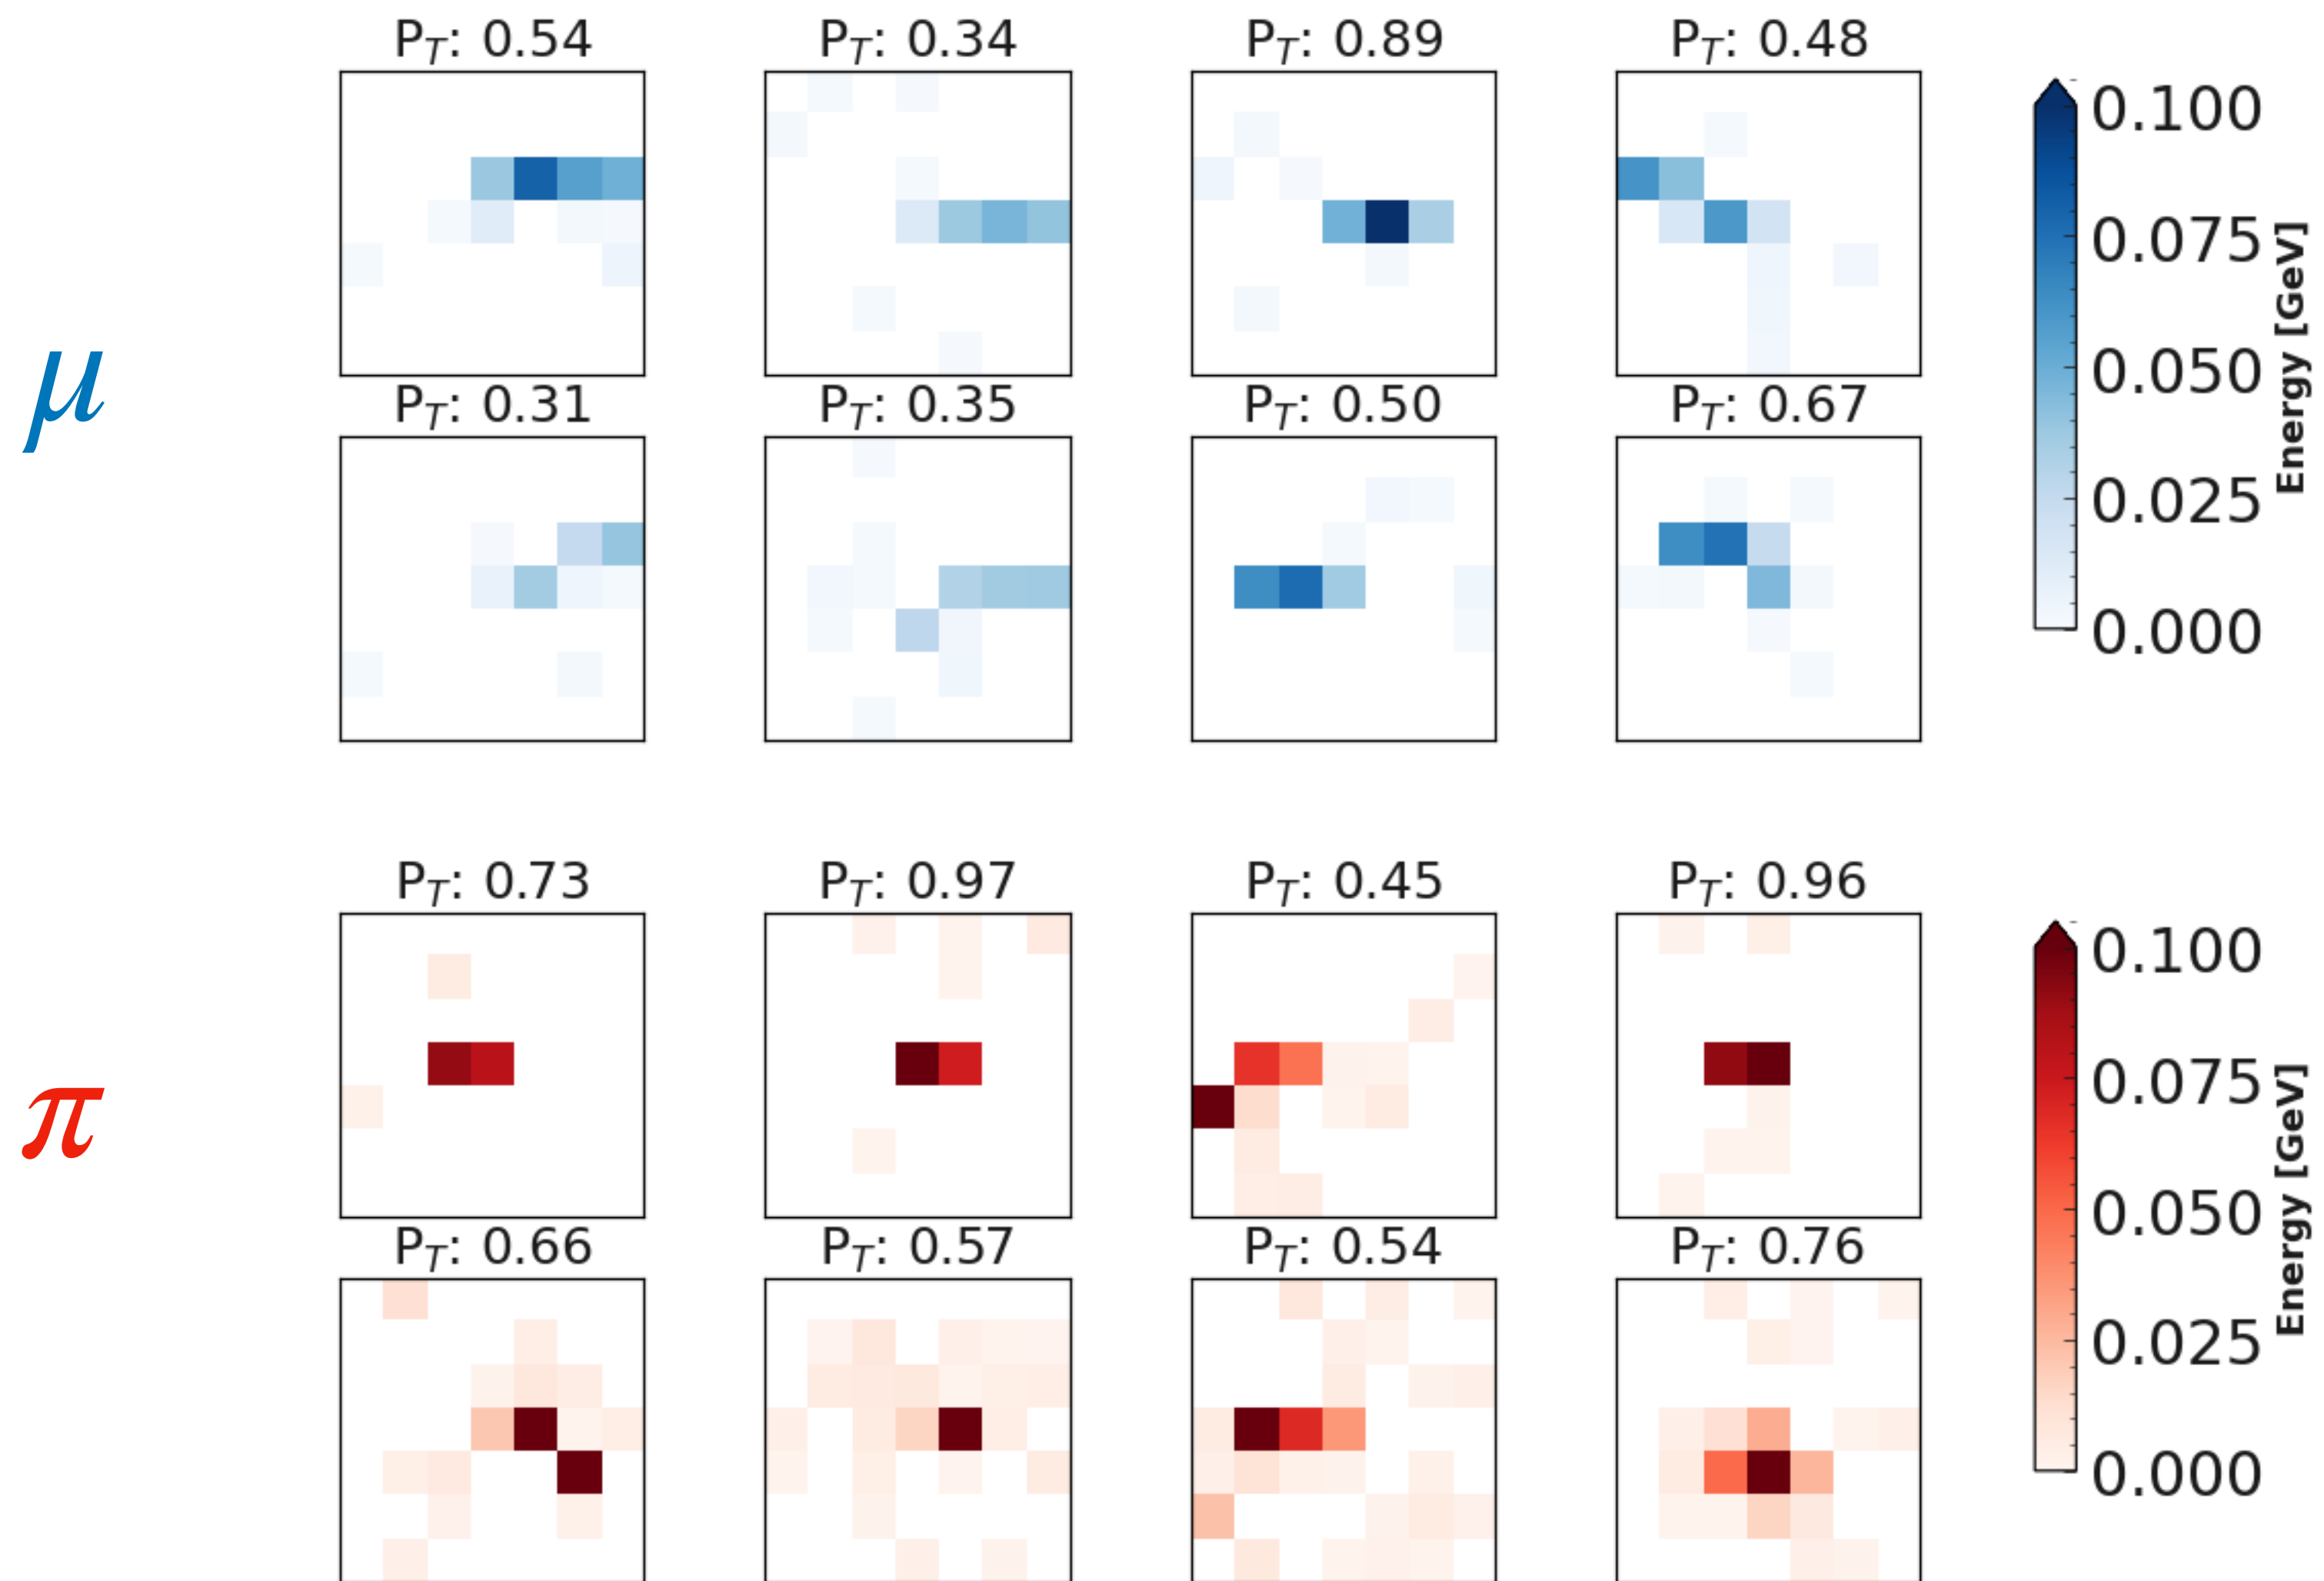 P_T: 0.54
P_T: 0.34
P_T: 0.89
P_T: 0.48
μ
P_T: 0.31
P_T: 0.35
P_T: 0.50
P_T: 0.67
0.100
0.075
0.050
0.025
0.000
Energy [GeV]
π
P_T: 0.73
P_T: 0.97
P_T: 0.45
P_T: 0.96
P_T: 0.66
P_T: 0.57
P_T: 0.54
P_T: 0.76
0.100
0.075
0.050
0.025
0.000
Energy [GeV]